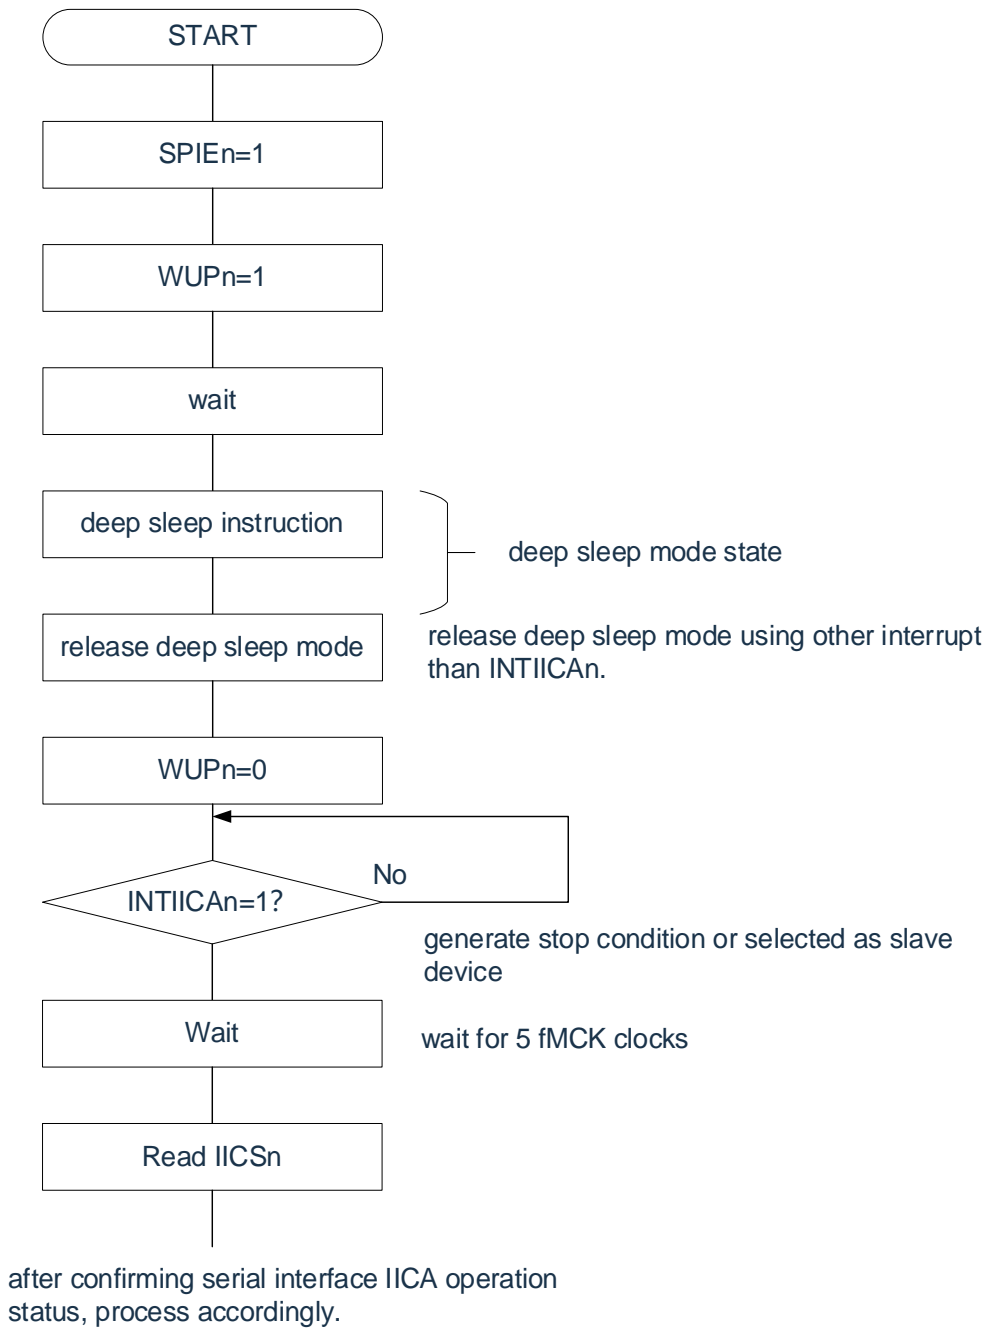 START
SPIEn=1
WUPn=1
wait
deep sleep instruction
deep sleep mode state
release deep sleep mode
release deep sleep mode using other interrupt
than INTIICAn.
WUPn=0
No
INTIICAn=1?
generate stop condition or selected as slave
device
Wait
wait for 5 fMCK clocks
Read IICSn
after confirming serial interface IICA operation
status, process accordingly.